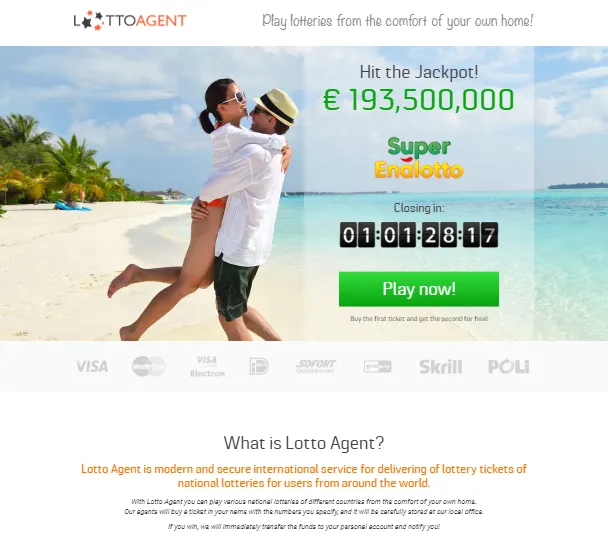 LOTTOAGENT
Play lotteries from the comfort of your own home!
Hit the Jackpot!
€ 193,500,000
Super
Enalotto
Closing in:
01:01:28:17
Play now!
Buy the first ticket and get the second for free!
VISA
MasterCard
VISA
Electron
iD
SOFORT
giropay
Skrill
POLi
What is Lotto Agent?
Lotto Agent is modern and secure international service for delivering of lottery tickets of
national lotteries for users from around the world.
With Lotto Agent you can play various national lotteries of different countries from the comfort of your own home.
Our agents will buy a ticket in your name with the numbers you specify, and it will be carefully stored at our local office.
If you win, we will immediately transfer the funds to your personal account and notify you!